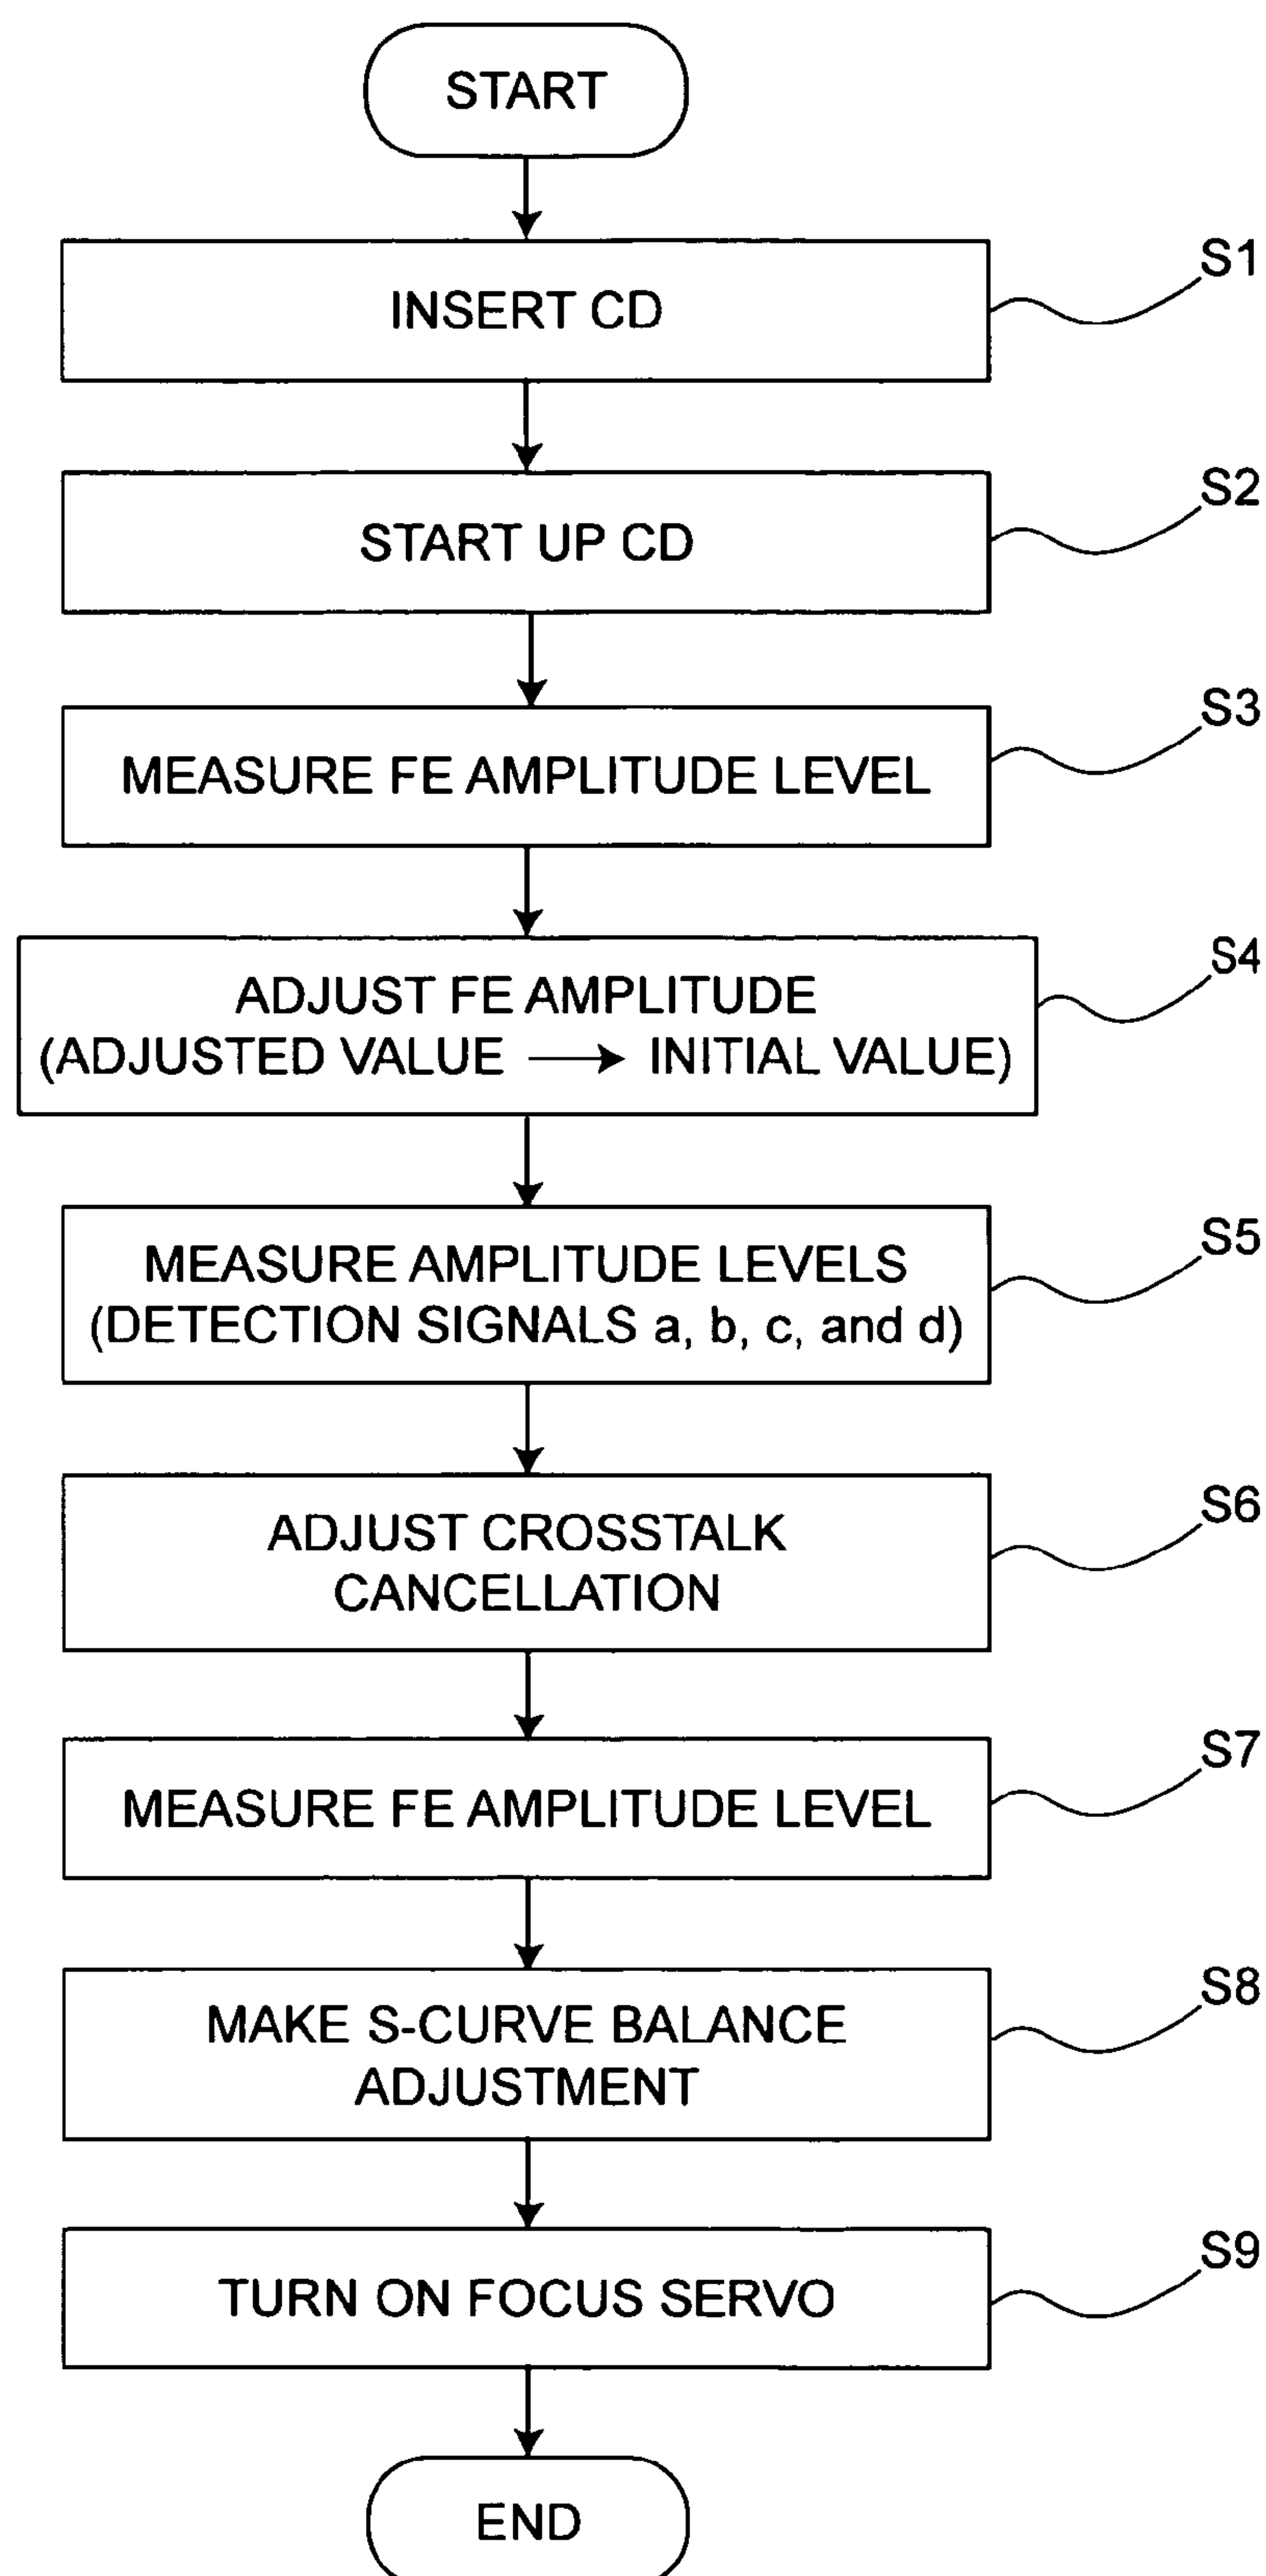 START
INSERT CD
S1
START UP CD
S2
MEASURE FE AMPLITUDE LEVEL
S3
ADJUST FE AMPLITUDE
(ADJUSTED VALUE → INITIAL VALUE)
S4
MEASURE AMPLITUDE LEVELS
(DETECTION SIGNALS a, b, c, and d)
S5
ADJUST CROSSTALK
CANCELLATION
S6
MEASURE FE AMPLITUDE LEVEL
S7
MAKE S-CURVE BALANCE
ADJUSTMENT
S8
TURN ON FOCUS SERVO
S9
END